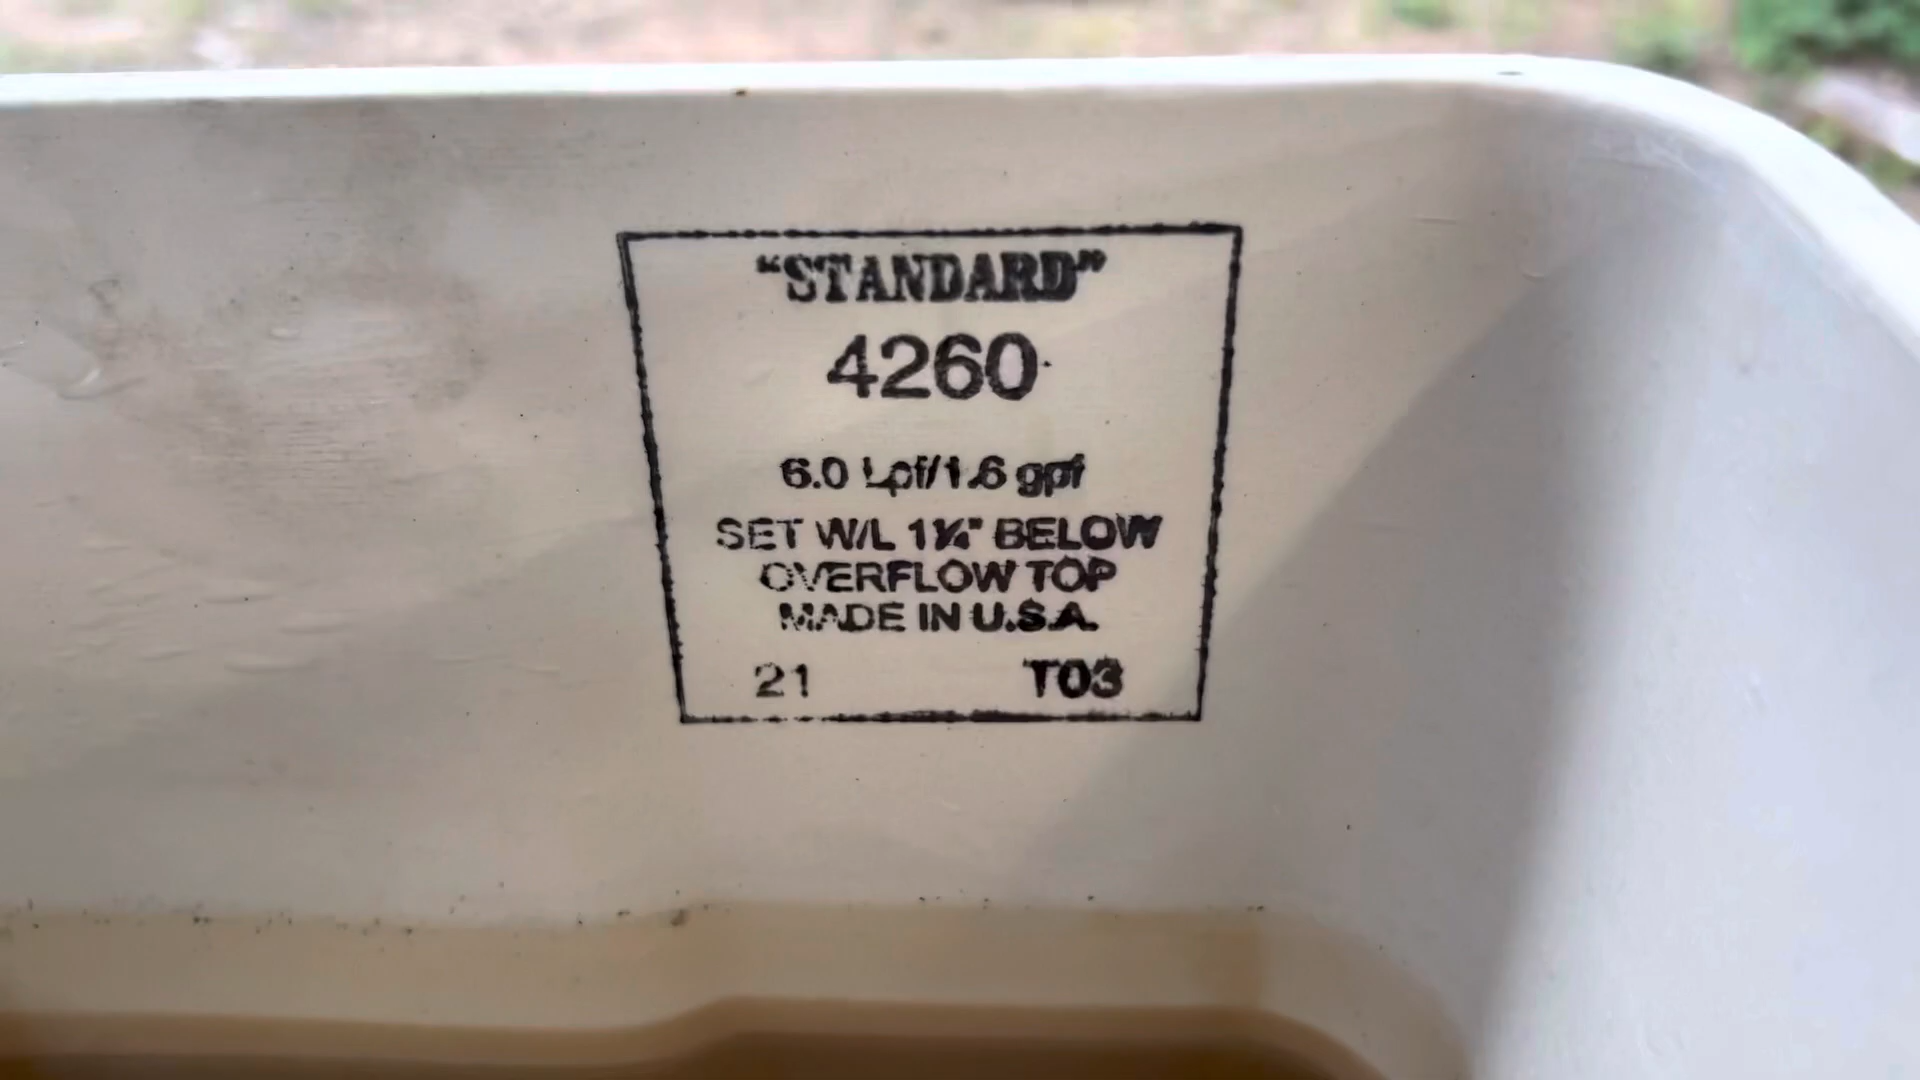 “STANDARD”
4260
6.0 Lpf/1.6 gpf
SET W/L 1¼" BELOW
OVERFLOW TOP
MADE IN U.S.A.
21 T03